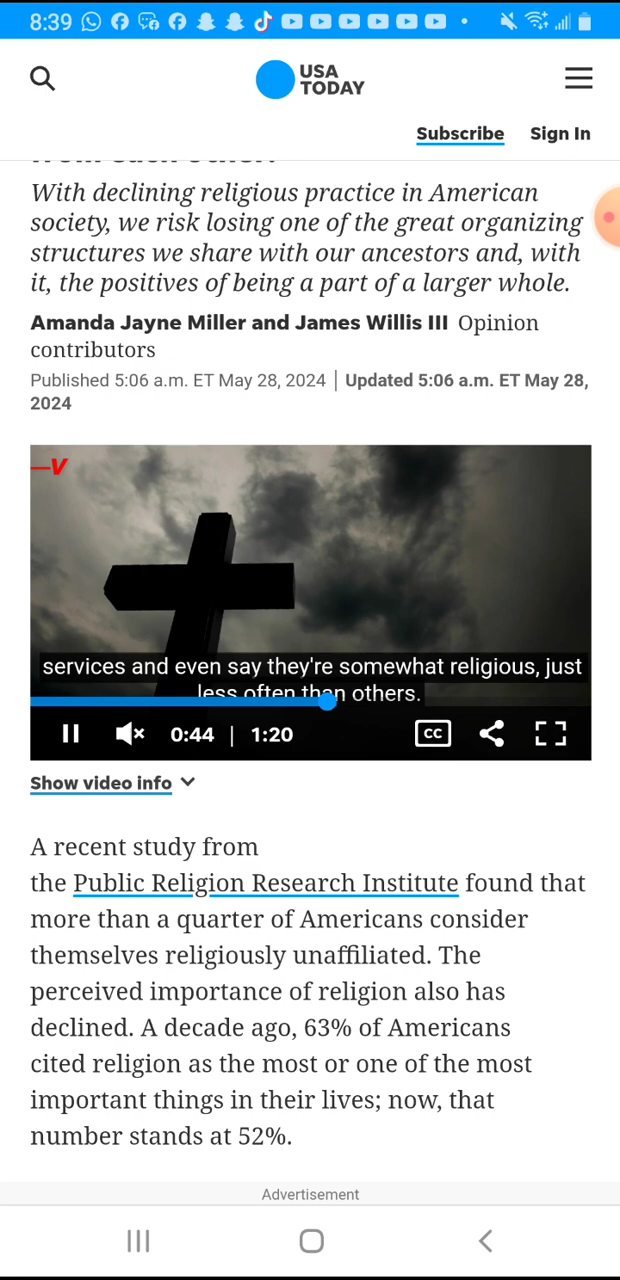 8:39
USA
TODAY
Subscribe Sign In
With declining religious practice in American
society, we risk losing one of the great organizing
structures we share with our ancestors and, with
it, the positives of being a part of a larger whole.
Amanda Jayne Miller and James Willis III Opinion
contributors
Published 5:06 a.m. ET May 28, 2024 | Updated 5:06 a.m. ET May 28,
2024
—V
services and even say they're somewhat religious, just
less often than others.
0:44 | 1:20 CC
Show video info
A recent study from
the Public Religion Research Institute found that
more than a quarter of Americans consider
themselves religiously unaffiliated. The
perceived importance of religion also has
declined. A decade ago, 63% of Americans
cited religion as the most or one of the most
important things in their lives; now, that
number stands at 52%.
Advertisement